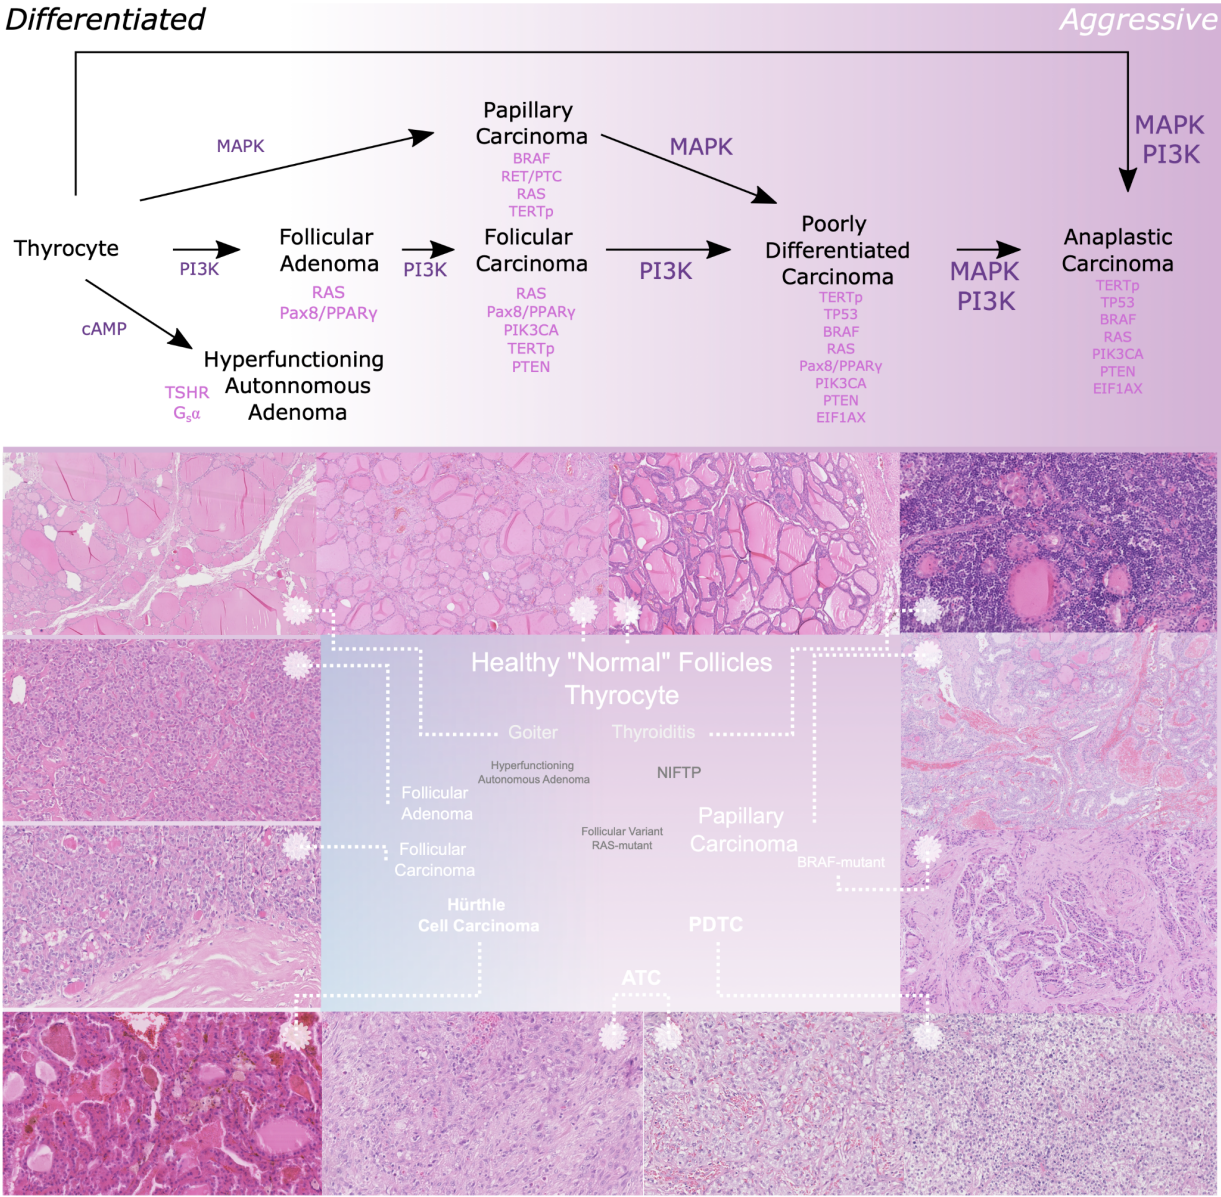 Differentiated
Aggressive
MAPK
PI3K
Papillary
Carcinoma
BRAF
RET/PTC
RAS
TERTp
MAPK
MAPK
Thyrocyte
PI3K
Follicular
Adenoma
RAS
Pax8/PPARγ
PI3K
Folicular
Carcinoma
RAS
Pax8/PPARγ
PIK3CA
TERTp
PTEN
PI3K
Poorly
Differentiated
Carcinoma
TERTp
TP53
BRAF
RAS
Pax8/PPARγ
PIK3CA
PTEN
EIF1AX
MAPK
PI3K
Anaplastic
Carcinoma
TERTp
TP53
BRAF
RAS
PIK3CA
PTEN
EIF1AX
cAMP
Hyperfunctioning
Autonnomous
Adenoma
TSHR
Gsα
Healthy "Normal" Follicles
Thyrocyte
Goiter
Thyroiditis
Hyperfunctioning
Autonomous Adenoma
NIFTP
Follicular
Adenoma
Papillary
Carcinoma
Follicular Variant
RAS-mutant
BRAF-mutant
Follicular
Carcinoma
Hürthle
Cell Carcinoma
PDTC
ATC